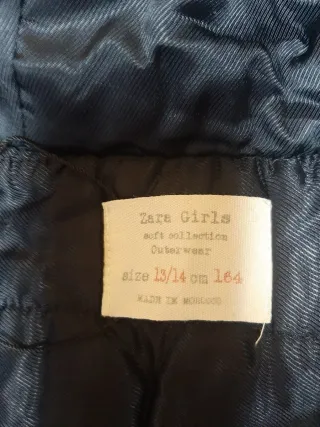 Zara Girls
soft collection
Outerwear
size 13/14 cm 164
MADE IN MOROCCO